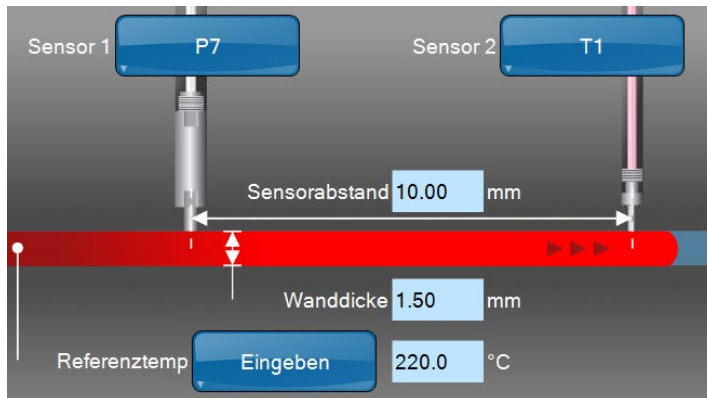 Sensor 1 P7 Sensor 2 T1
Sensorabstand 10.00 mm
Wanddicke 1.50 mm
Referenztemp Eingeben 220.0 °C